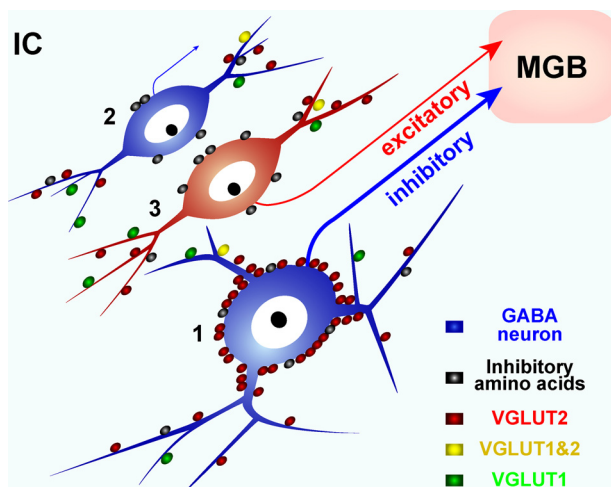 IC
MGB
2
excitatory
inhibitory
3
1
GABA
neuron
Inhibitory
amino acids
VGLUT2
VGLUT1&2
VGLUT1